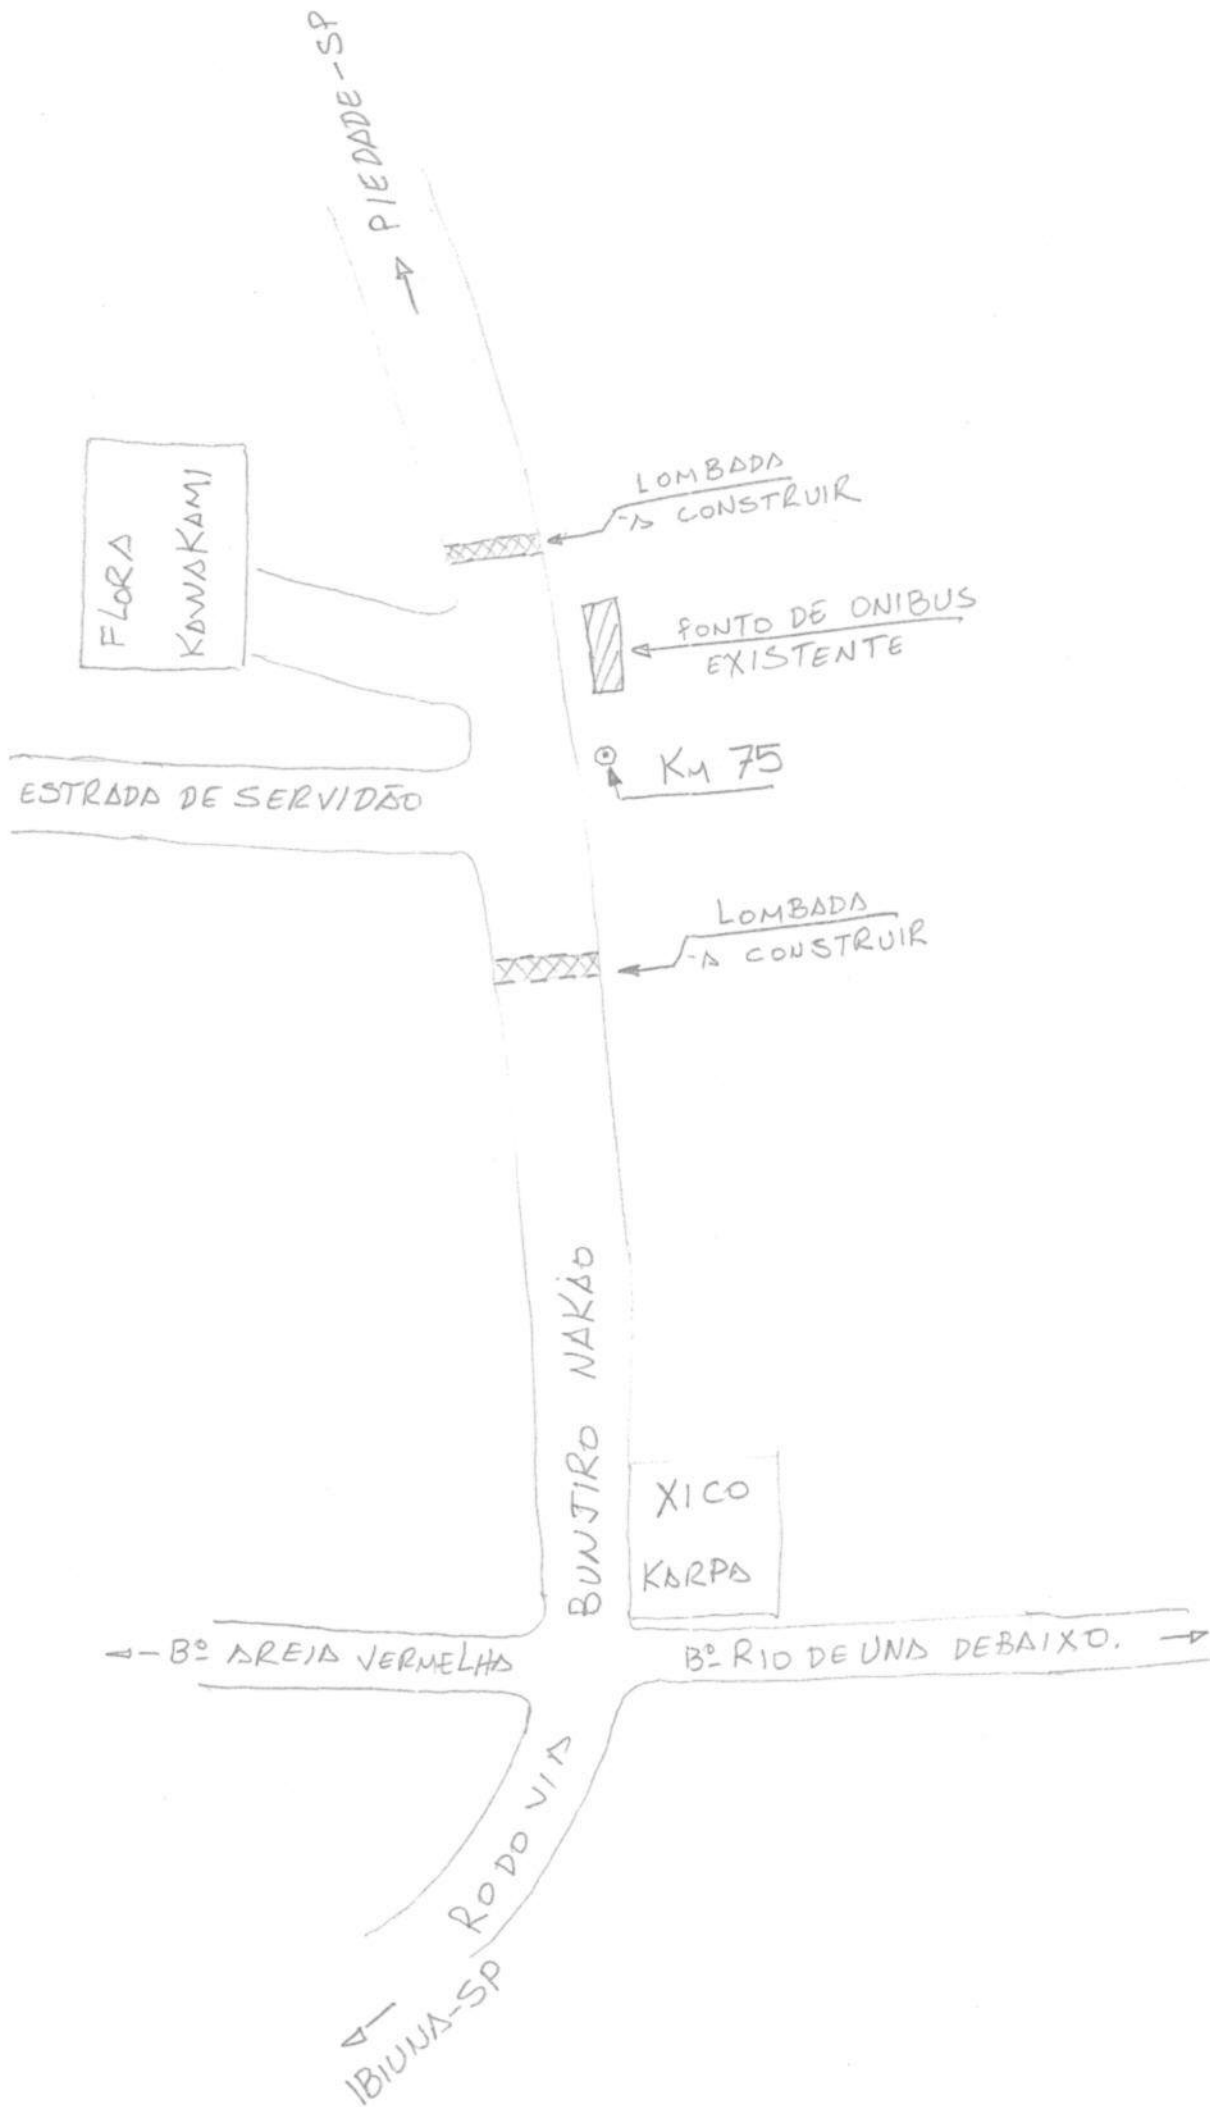 PIEDADE-SP
LOMBADA
A CONSTRUIR
FLORA
KAWAKAMI
PONTO DE ONIBUS
EXISTENTE
KM 75
ESTRADA DE SERVIDÃO
LOMBADA
A CONSTRUIR
BUNJIRO NAKAO
XICO
KARPA
Bº AREIA VERMELHA
Bº RIO DE UNA DEBAIXO.
RODOVIA
IBIUNA-SP